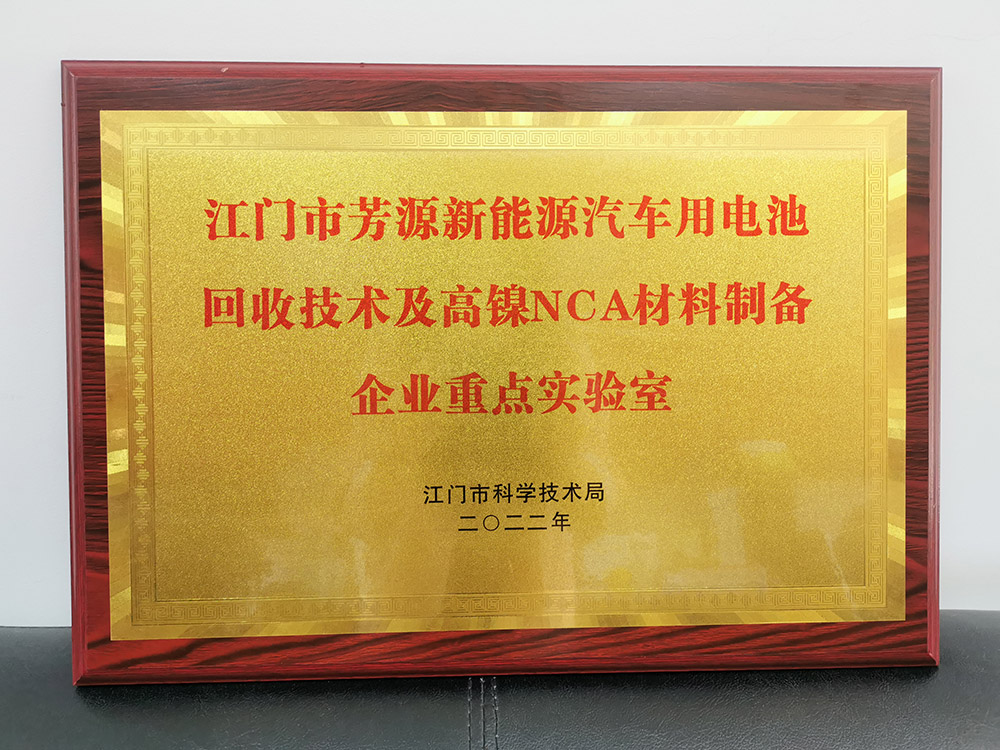 江门市芳源新能源汽车用电池
回收技术及高镍NCA材料制备
企业重点实验室
江门市科学技术局
二〇二二年